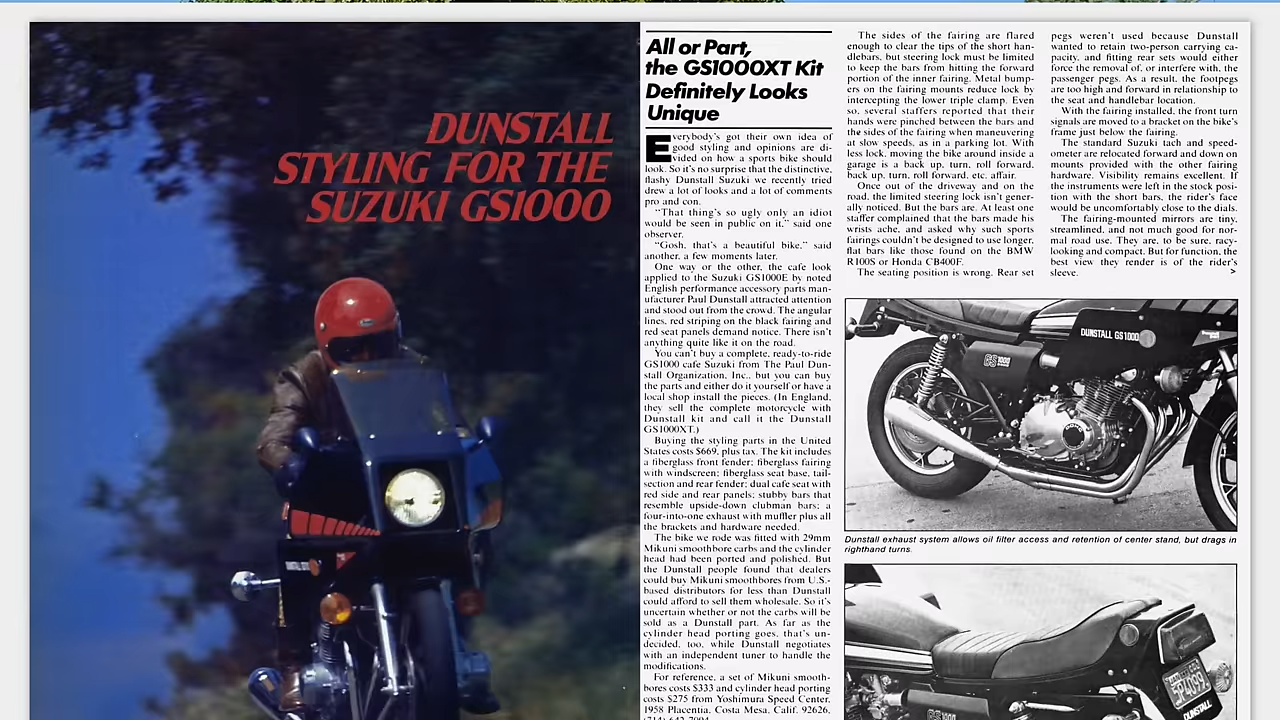 DUNSTALL
STYLING FOR THE
SUZUKI GS1000
All or Part,
the GS1000XT Kit
Definitely Looks
Unique
Everybody's got their own idea of
good styling and opinions are di-
vided on how a sports bike should
look. So it's no surprise that the distinctive,
flashy Dunstall Suzuki we recently tried
drew a lot of looks and a lot of comments
pro and con.
"That thing's so ugly only an idiot
would be seen in public on it," said one
observer.
"Gosh, that's a beautiful bike," said
another, a few moments later.
One way or the other, the cafe look
applied to the Suzuki GS1000E by noted
English performance accessory parts man-
ufacturer Paul Dunstall attracted attention
and stood out from the crowd. The angular
lines, red striping on the black fairing and
red seat panels demand notice. There isn't
anything quite like it on the road.
You can't buy a complete, ready-to-ride
GS1000 cafe Suzuki from The Paul Dun-
stall Organization, Inc., but you can buy
the parts and either do it yourself or have a
local shop install the pieces. (In England,
they sell the complete motorcycle with
Dunstall kit and call it the Dunstall
GS1000XT.)
Buying the styling parts in the United
States costs $669, plus tax. The kit includes
a fiberglass front fender; fiberglass fairing
with windscreen; fiberglass seat base, tail-
section and rear fender; dual cafe seat with
red side and rear panels; stubby bars that
resemble upside-down clubman bars; a
four-into-one exhaust with muffler plus all
the brackets and hardware needed.
The bike we rode was fitted with 29mm
Mikuni smoothbore carbs and the cylinder
head had been ported and polished. But
the Dunstall people found that dealers
could buy Mikuni smoothbores from U.S.-
based distributors for less than Dunstall
could afford to sell them wholesale. So it's
uncertain whether or not the carbs will be
sold as a Dunstall part. As far as the
cylinder head porting goes, that's un-
decided, too, while Dunstall negotiates
with an independent tuner to handle the
modifications.
For reference, a set of Mikuni smooth-
bores costs $333 and cylinder head porting
costs $275 from Yoshimura Speed Center,
1958 Placentia, Costa Mesa, Calif. 92626,
The sides of the fairing are flared
enough to clear the tips of the short han-
dlebars, but steering lock must be limited
to keep the bars from hitting the forward
portion of the inner fairing. Metal bump-
ers on the fairing mounts reduce lock by
intercepting the lower triple clamp. Even
so, several staffers reported that their
hands were pinched between the bars and
the sides of the fairing when maneuvering
at slow speeds, as in a parking lot. With
less lock, moving the bike around inside a
garage is a back up, turn, roll forward,
back up, turn, roll forward, etc. affair.
Once out of the driveway and on the
road, the limited steering lock isn't gener-
ally noticed. But the bars are. At least one
staffer complained that the bars made his
wrists ache, and asked why such sports
fairings couldn't be designed to use longer,
flat bars like those found on the BMW
R100S or Honda CB400F.
The seating position is wrong. Rear set
pegs weren't used because Dunstall
wanted to retain two-person carrying ca-
pacity, and fitting rear sets would either
force the removal of, or interfere with, the
passenger pegs. As a result, the footpegs
are too high and forward in relationship to
the seat and handlebar location.
With the fairing installed, the front turn
signals are moved to a bracket on the bike's
frame just below the fairing.
The standard Suzuki tach and speed-
ometer are relocated forward and down on
mounts provided with the other fairing
hardware. Visibility remains excellent. If
the instruments were left in the stock posi-
tion with the short bars, the rider's face
would be uncomfortably close to the dials.
The fairing-mounted mirrors are tiny,
streamlined, and not much good for nor-
mal road use. They are, to be sure, racy-
looking and compact. But for function, the
best view they render is of the rider's
sleeve. >
DUNSTALL GS1000
GS1000
Dunstall exhaust system allows oil filter access and retention of center stand, but drags in
righthand turns.
DUNSTALL